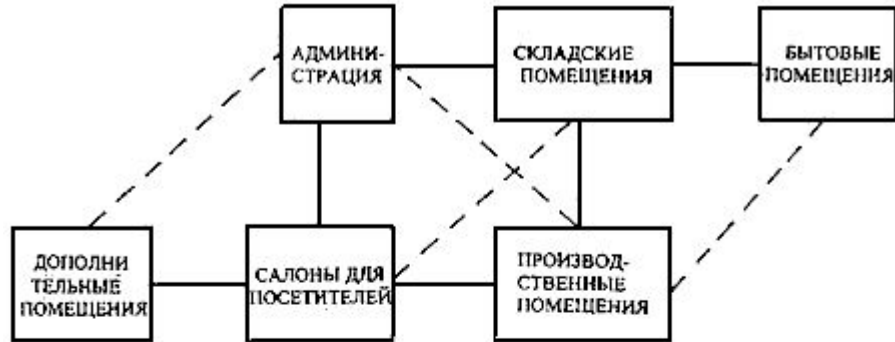 АДМИНИ-
СТРАЦИЯ
СКЛАДСКИЕ
ПОМЕЩЕНИЯ
БЫТОВЫЕ
ПОМЕЩЕНИЯ
ДОПОЛНИ
ТЕЛЬНЫЕ
ПОМЕЩЕНИЯ
САЛОНЫ ДЛЯ
ПОСЕТИТЕЛЕЙ
ПРОИЗВОД-
СТВЕННЫЕ
ПОМЕЩЕНИЯ